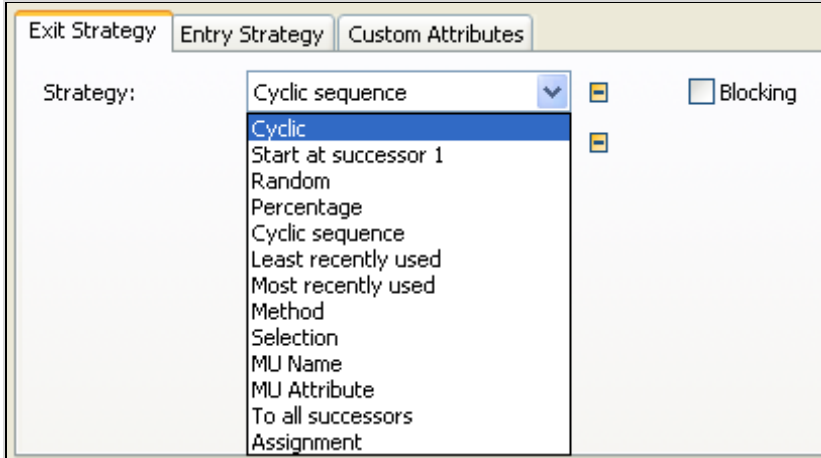 Exit Strategy Entry Strategy Custom Attributes
Strategy: Cyclic sequence Blocking
Cyclic
Start at successor 1
Random
Percentage
Cyclic sequence
Least recently used
Most recently used
Method
Selection
MU Name
MU Attribute
To all successors
Assignment